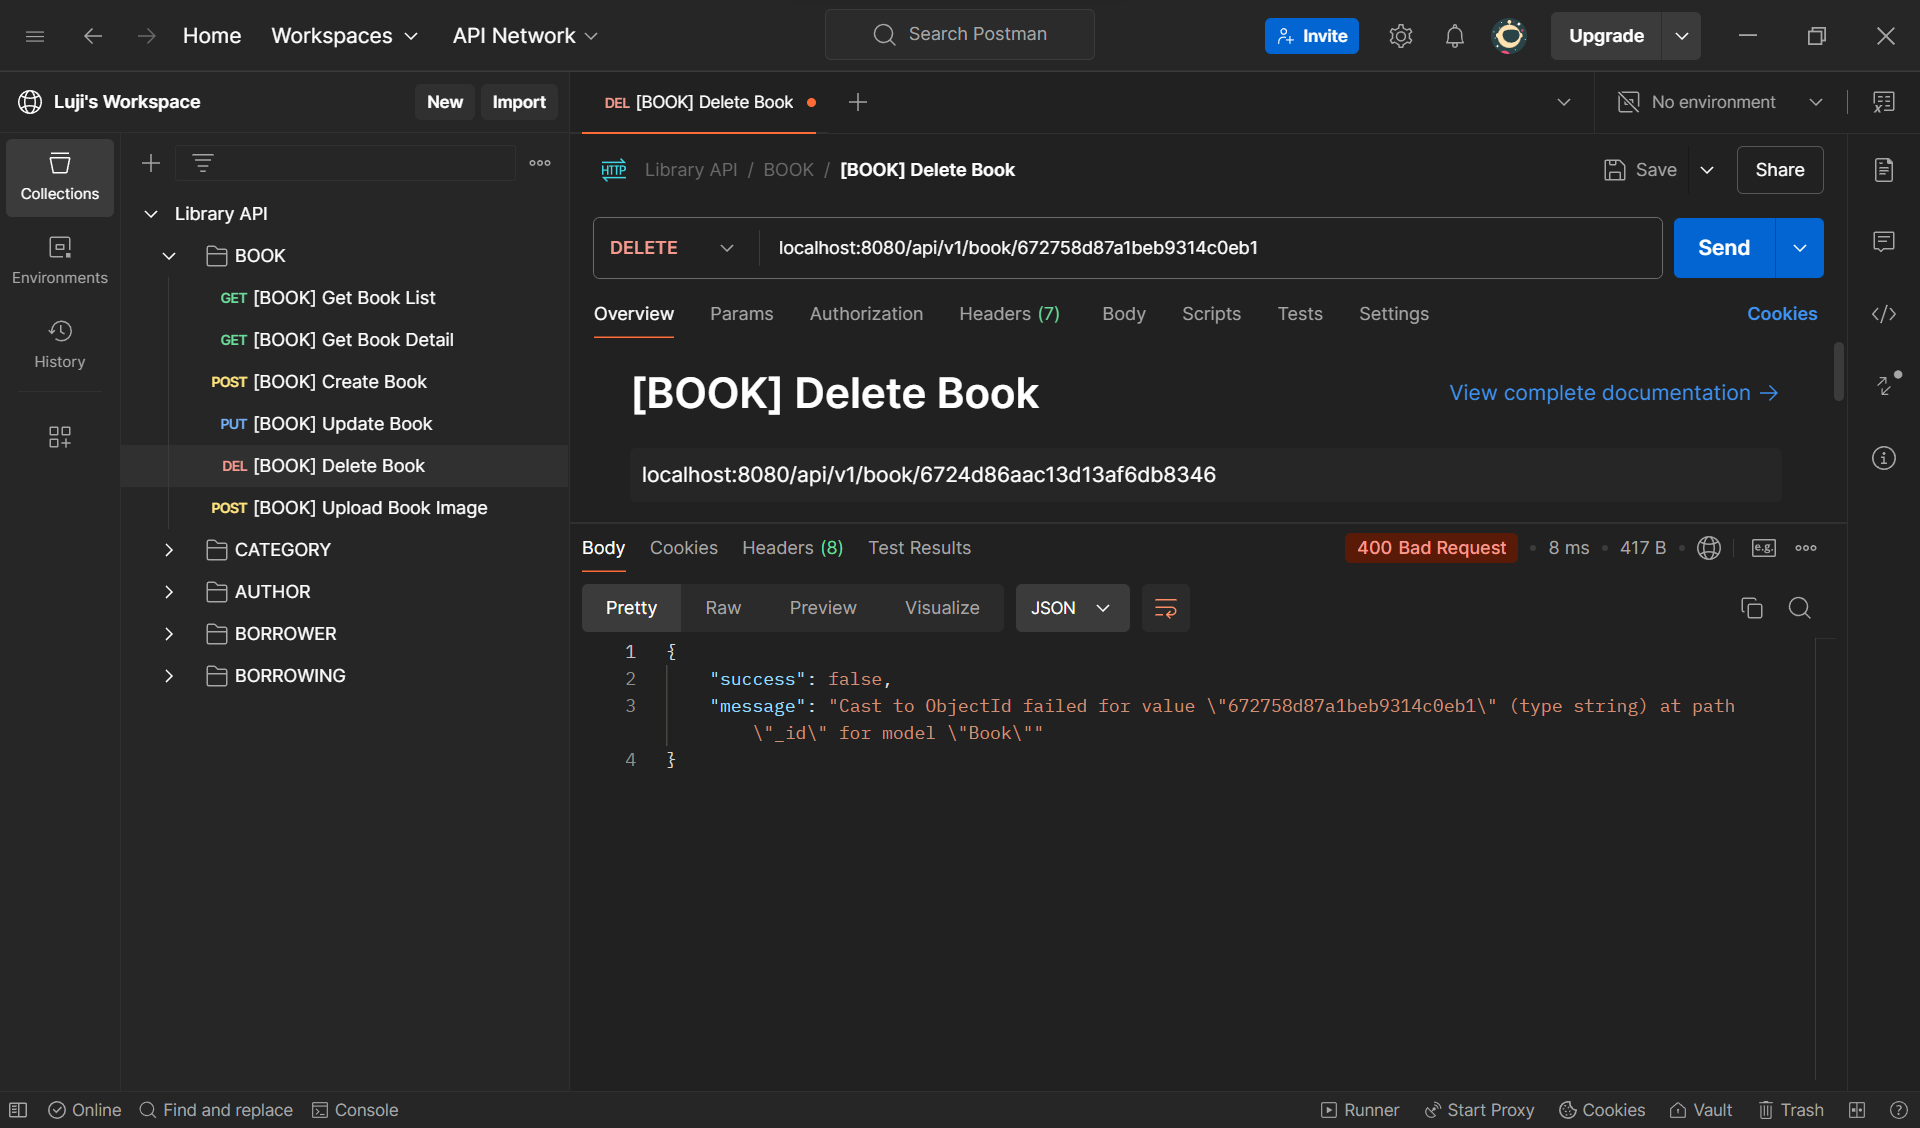 Home
Workspaces
API Network
Search Postman
Invite
Upgrade
Luji's Workspace
New
Import
DEL [BOOK] Delete Book
No environment
Collections
Environments
History
Library API
BOOK
GET [BOOK] Get Book List
GET [BOOK] Get Book Detail
POST [BOOK] Create Book
PUT [BOOK] Update Book
DEL [BOOK] Delete Book
POST [BOOK] Upload Book Image
CATEGORY
AUTHOR
BORROWER
BORROWING
HTTP Library API / BOOK / [BOOK] Delete Book
Save
Share
DELETE
localhost:8080/api/v1/book/672758d87a1beb9314c0eb1
Send
Overview
Params
Authorization
Headers (7)
Body
Scripts
Tests
Settings
Cookies
[BOOK] Delete Book
View complete documentation →
localhost:8080/api/v1/book/6724d86aac13d13af6db8346
Body
Cookies
Headers (8)
Test Results
400 Bad Request • 8 ms • 417 B •
e.g.
Pretty
Raw
Preview
Visualize
JSON
1 {
2 "success": false,
3 "message": "Cast to ObjectId failed for value \"672758d87a1beb9314c0eb1\" (type string) at path
\"_id\" for model \"Book\""
4 }
Online
Find and replace
Console
Runner
Start Proxy
Cookies
Vault
Trash